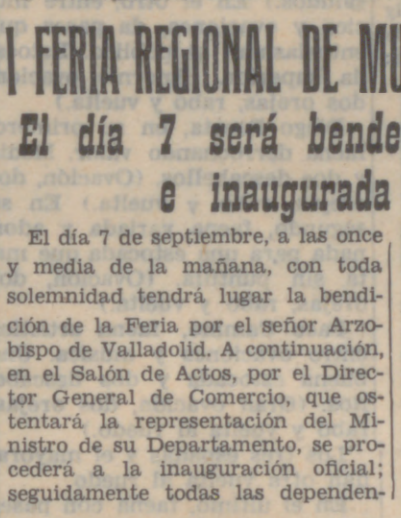 I FERIA REGIONAL DE MU
El día 7 será bende
e inaugurada
El día 7 de septiembre, a las once
y media de la mañana, con toda
solemnidad tendrá lugar la bendi-
ción de la Feria por el señor Arzo-
bispo de Valladolid. A continuación,
en el Salón de Actos, por el Direc-
tor General de Comercio, que os-
tentará la representación del Mi-
nistro de su Departamento, se pro-
cederá a la inauguración oficial;
seguidamente todas las dependen-